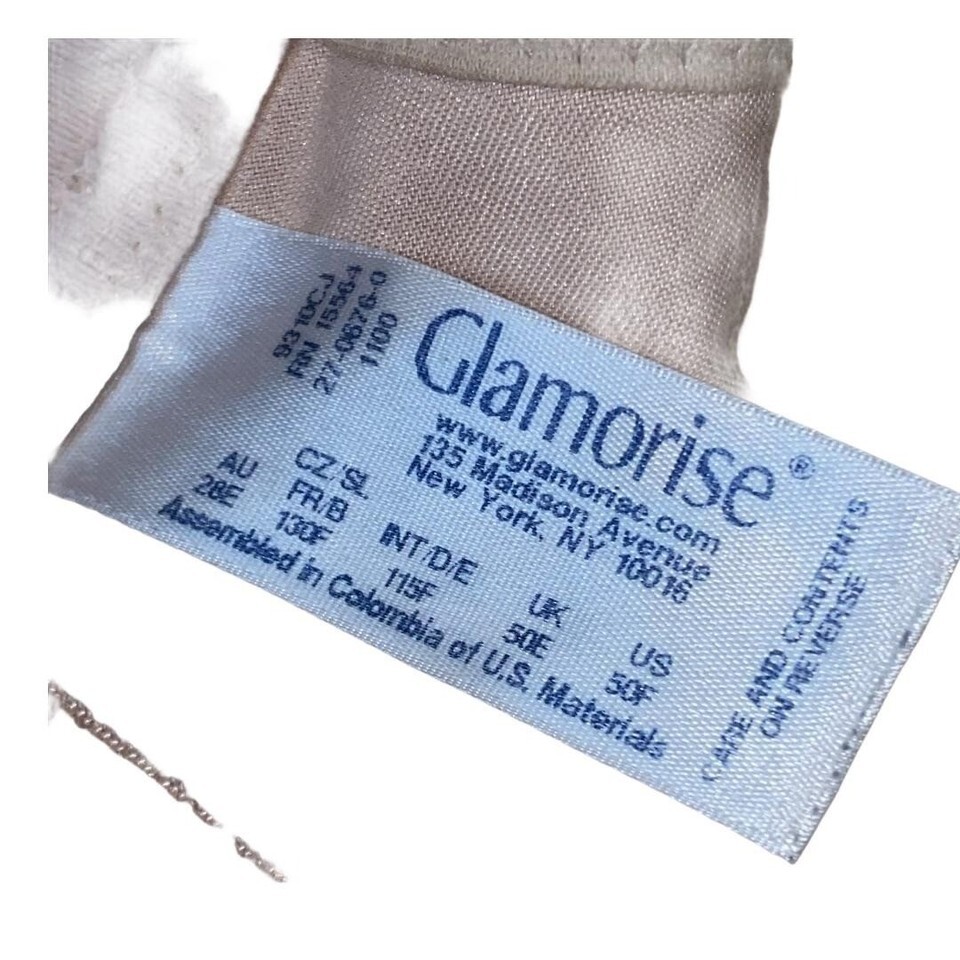 9310CJ
RN 15564
27-0676-0
1100
Glamorise®
www.glamorise.com
135 Madison Avenue
New York, NY 10016
AU CZ/SL INT/D/E UK US
28E FR/B 115F 50E 50F
130F
Assembled in Colombia of U.S. Materials
CARE AND CONTENTS
ON REVERSE